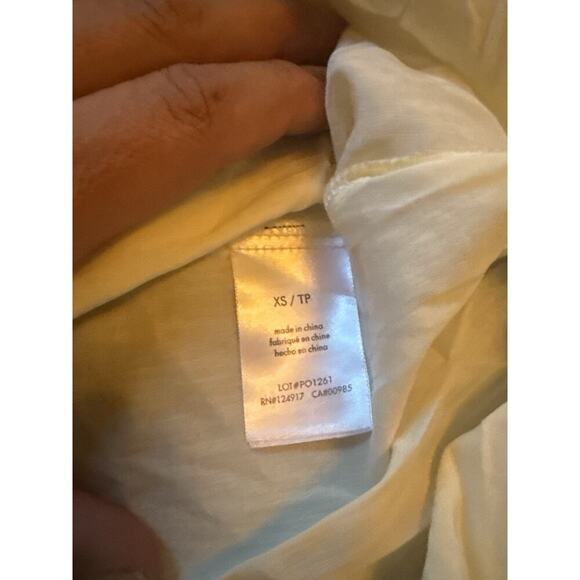 XS / TP
made in china
fabriqué en chine
hecho en china
LOT#PO1261
RN#124917 CA#00985